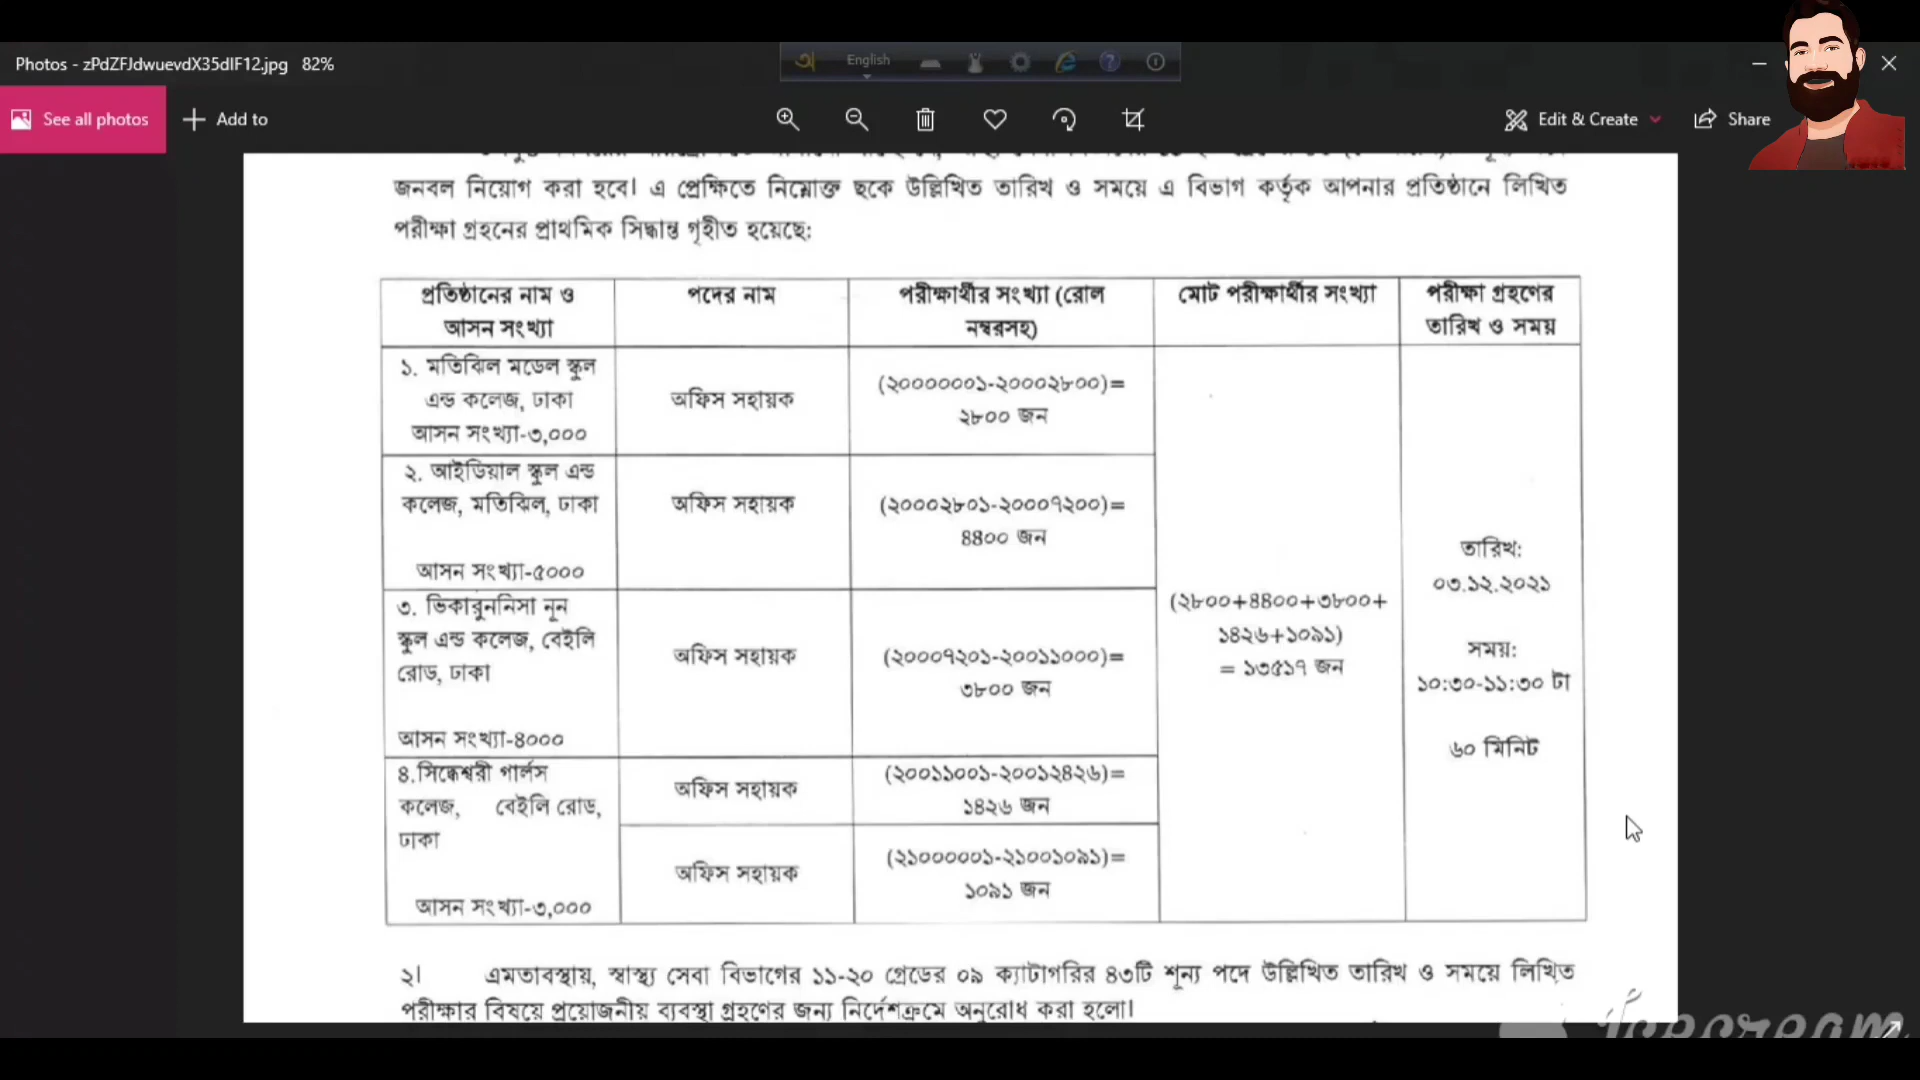 Photos - zPdZFJdwuevdX35dIF12.jpg 82%
English
See all photos
Add to
Edit & Create
Share
জনবল নিয়োগ করা হবে। এ প্রেক্ষিতে নিম্নোক্ত ছকে উল্লিখিত তারিখ ও সময়ে এ বিভাগ কর্তৃক আপনার প্রতিষ্ঠানে লিখিত
পরীক্ষা গ্রহনের প্রাথমিক সিদ্ধান্ত গৃহীত হয়েছে:
প্রতিষ্ঠানের নাম ও
আসন সংখ্যা
পদের নাম
পরীক্ষার্থীর সংখ্যা (রোল
নম্বরসহ)
মোট পরীক্ষার্থীর সংখ্যা
পরীক্ষা গ্রহণের
তারিখ ও সময়
১. মতিঝিল মডেল স্কুল
এন্ড কলেজ, ঢাকা
আসন সংখ্যা-৩,০০০
অফিস সহায়ক
(২০০০০০০১-২০০০২৮০০)=
২৮০০ জন
২. আইডিয়াল স্কুল এন্ড
কলেজ, মতিঝিল, ঢাকা
আসন সংখ্যা-৫০০০
অফিস সহায়ক
(২০০০২৮০১-২০০০৭২০০)=
৪৪০০ জন
৩. ভিকারুননিসা নূন
স্কুল এন্ড কলেজ, বেইলি
রোড, ঢাকা
আসন সংখ্যা-৪০০০
অফিস সহায়ক
(২০০০৭২০১-২০০১১০০০)=
৩৮০০ জন
৪.সিদ্ধেশ্বরী গার্লস
কলেজ, বেইলি রোড,
ঢাকা
আসন সংখ্যা-৩,০০০
অফিস সহায়ক
(২০০১১০০১-২০০১২৪২৬)=
১৪২৬ জন
অফিস সহায়ক
(২১০০০০০১-২১০০১০৯১)=
১০৯১ জন
(২৮০০+৪৪০০+৩৮০০+
১৪২৬+১০৯১)
= ১৩৫১৭ জন
তারিখ:
০৩.১২.২০২১
সময়:
১০:৩০-১১:৩০ টা
৬০ মিনিট
২। এমতাবস্থায়, স্বাস্থ্য সেবা বিভাগের ১১-২০ গ্রেডের ০৯ ক্যাটাগরির ৪৩টি শূন্য পদে উল্লিখিত তারিখ ও সময়ে লিখিত
পরীক্ষার বিষয়ে প্রয়োজনীয় ব্যবস্থা গ্রহণের জন্য নির্দেশক্রমে অনুরোধ করা হলো।